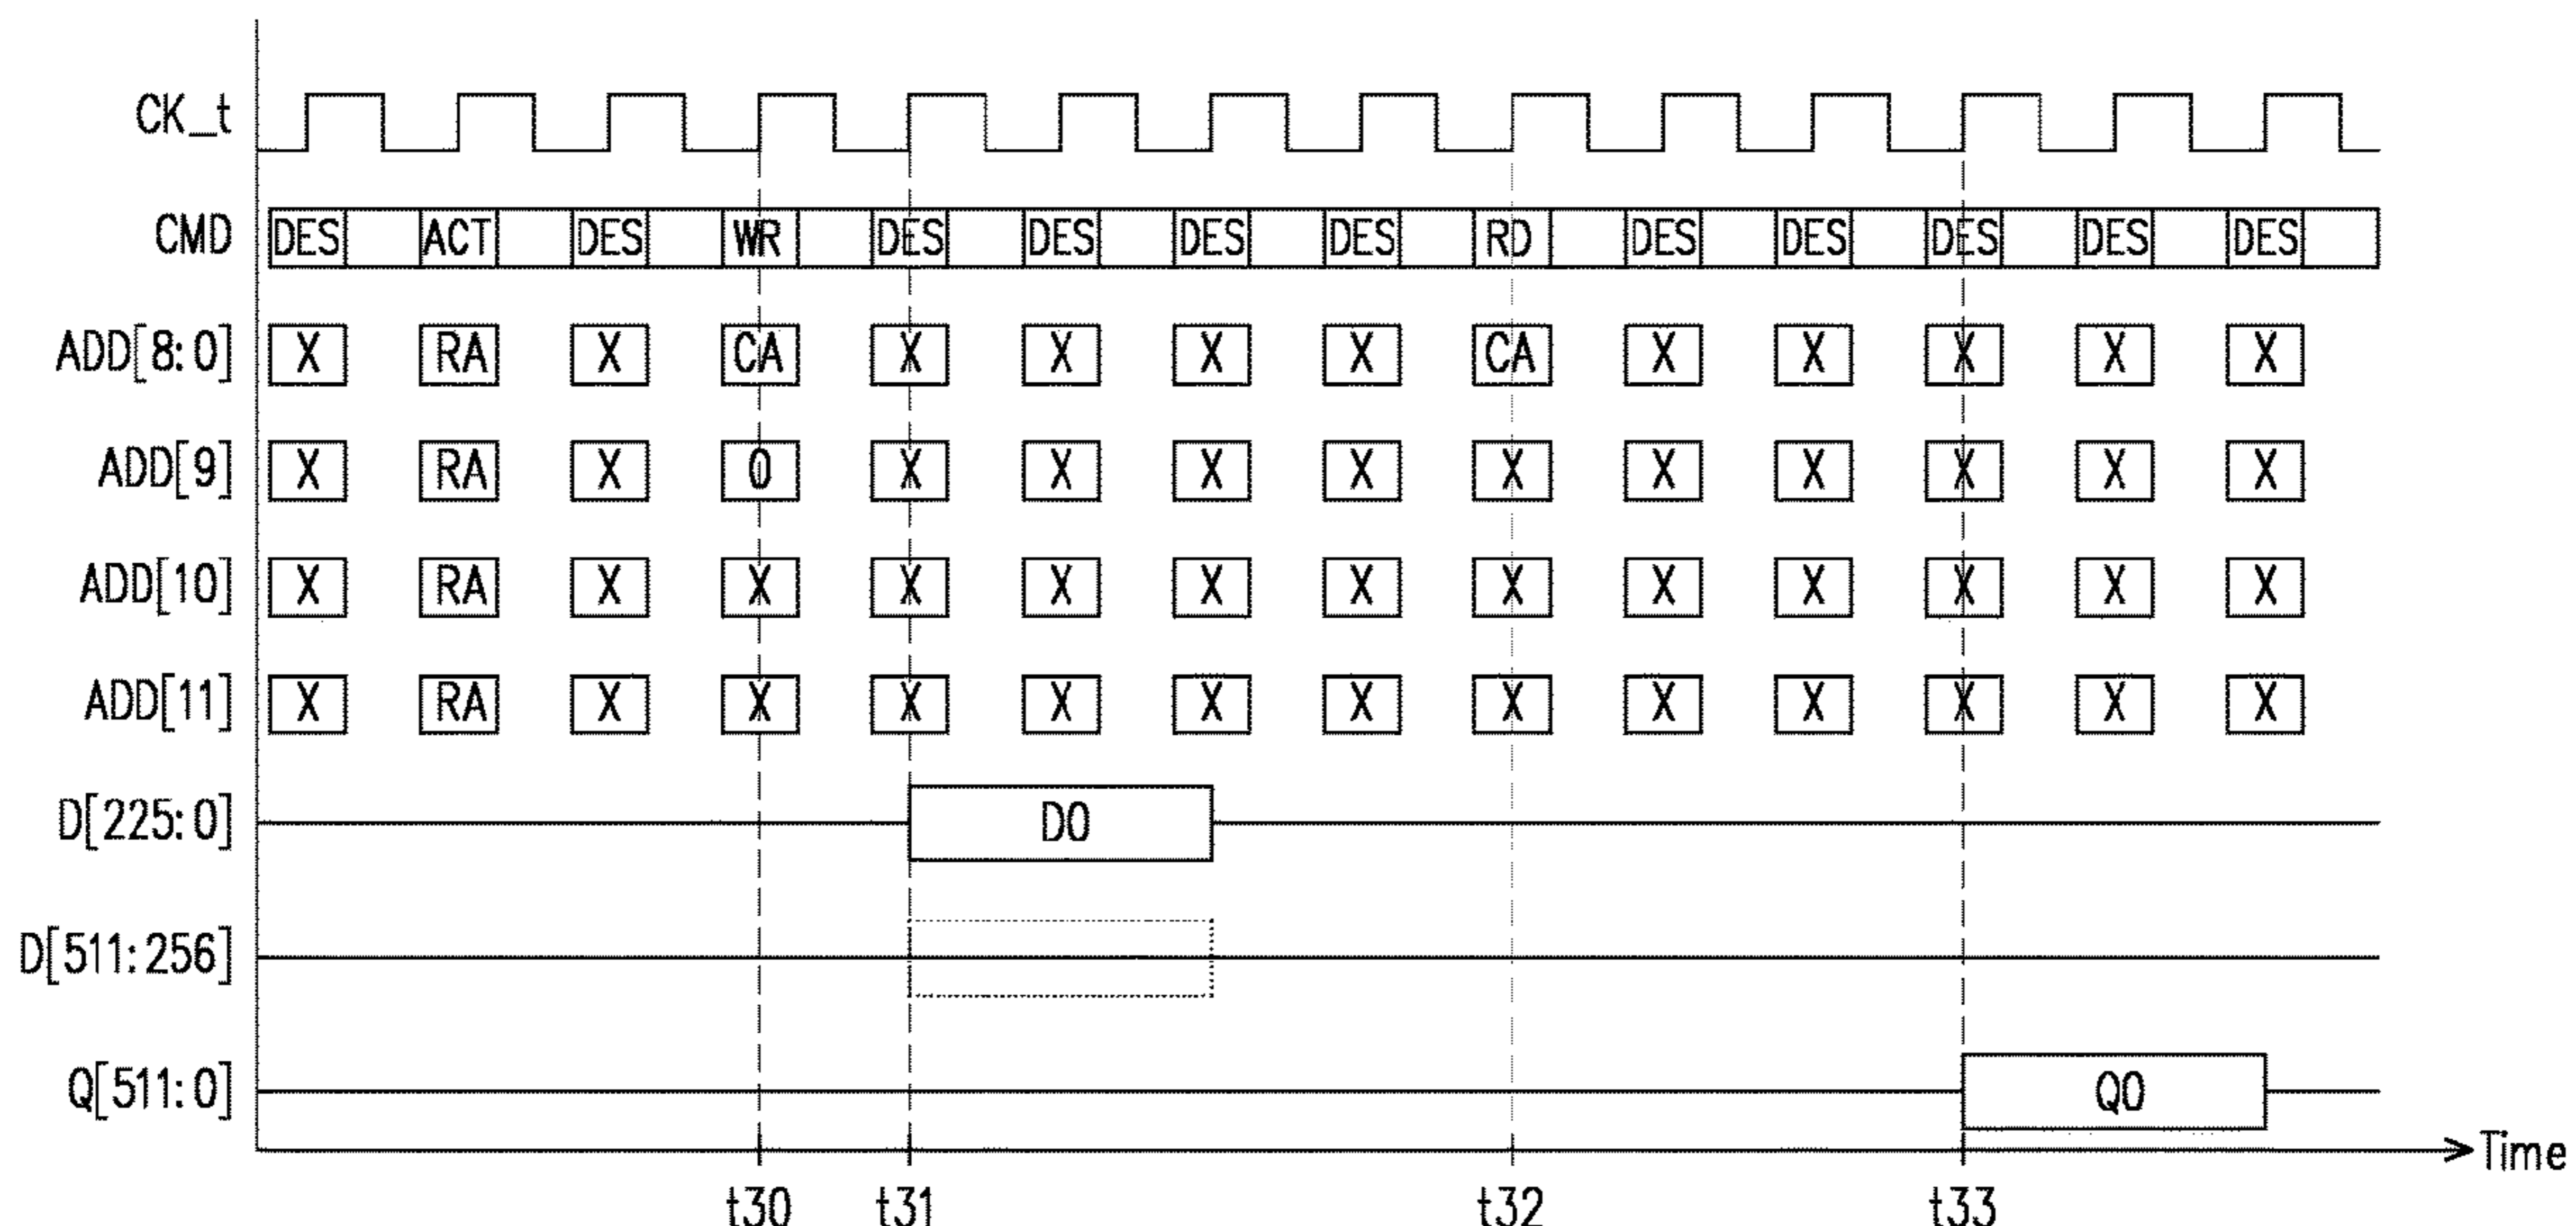 CK_t
CMD DES ACT DES WR DES DES DES DES RD DES DES DES DES DES
ADD[8:0] X RA X CA X X X X CA X X X X X
ADD[9] X RA X 0 X X X X X X X X X X
ADD[10] X RA X X X X X X X X X X X X
ADD[11] X RA X X X X X X X X X X X X
D[225:0] D0
D[511:256]
Q[511:0] Q0
Time
t30 t31 t32 t33